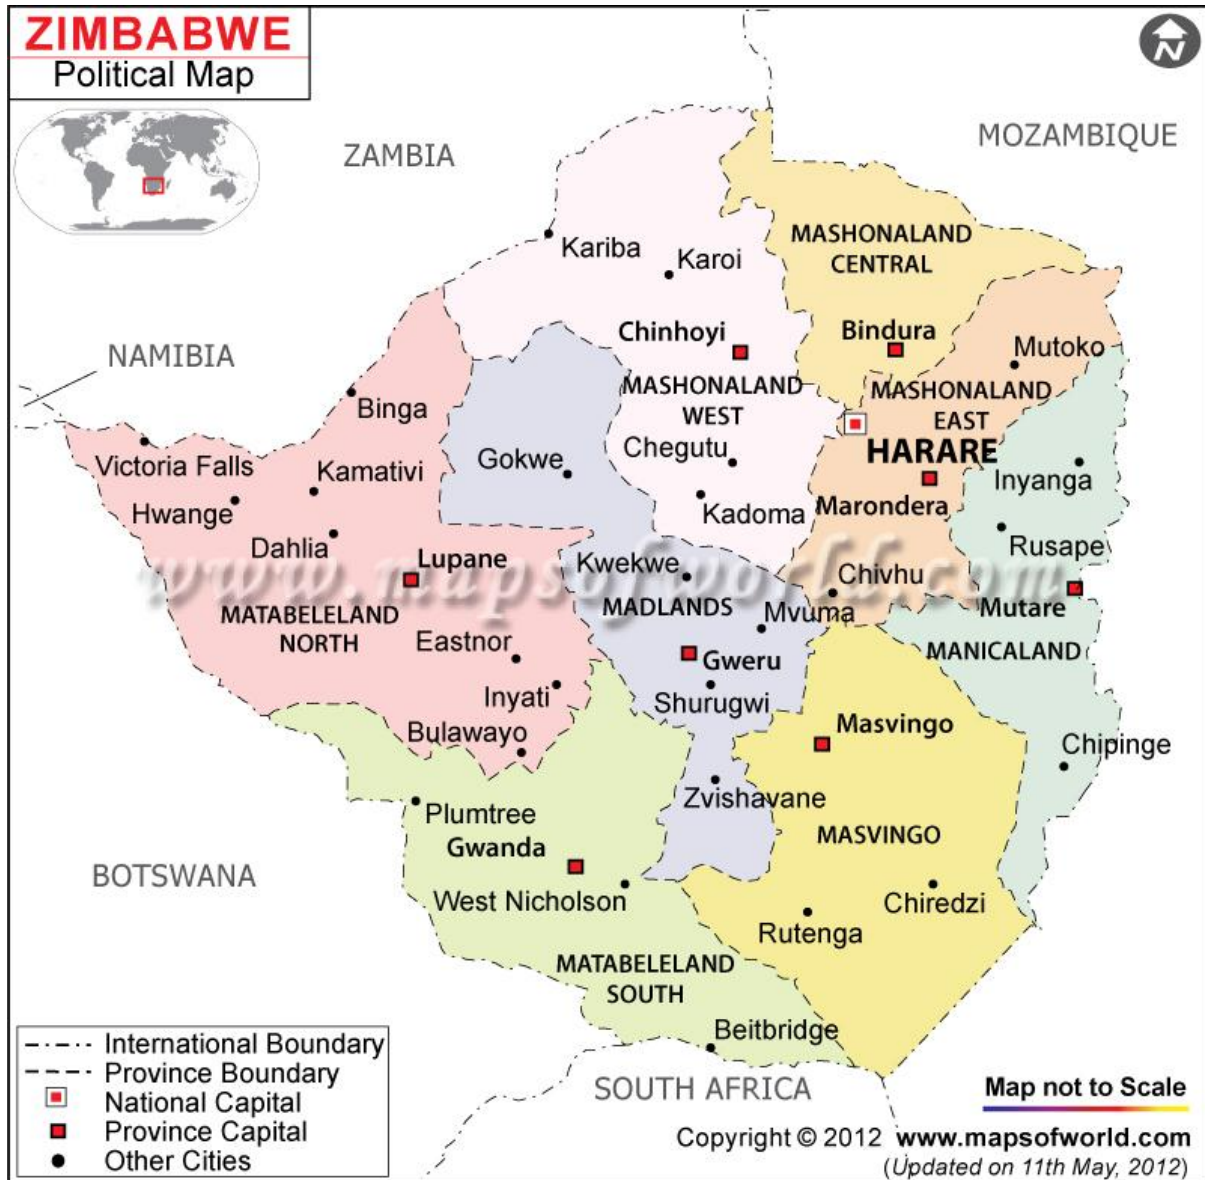 ZIMBABWE
Political Map
N
ZAMBIA
MOZAMBIQUE
NAMIBIA
Kariba
Karoi
MASHONALAND
CENTRAL
Chinhoyi
Bindura
Mutoko
MASHONALAND
WEST
MASHONALAND
EAST
Binga
HARARE
Victoria Falls
Kamativi
Gokwe
Chegutu
Inyanga
Hwange
Kadoma
Marondera
Dahlia
Rusape
Lupane
Kwekwe
Chivhu
www.mapsofworld.com
MATABELELAND
NORTH
MADLANDS
Mvuma
Mutare
Eastnor
Gweru
MANICALAND
Inyati
Shurugwi
Bulawayo
Masvingo
Chipinge
Plumtree
Zvishavane
Gwanda
MASVINGO
BOTSWANA
West Nicholson
Chiredzi
Rutenga
MATABELELAND
SOUTH
Beitbridge
SOUTH AFRICA
International Boundary
Province Boundary
National Capital
Province Capital
Other Cities
Map not to Scale
Copyright © 2012 www.mapsofworld.com
(Updated on 11th May, 2012)